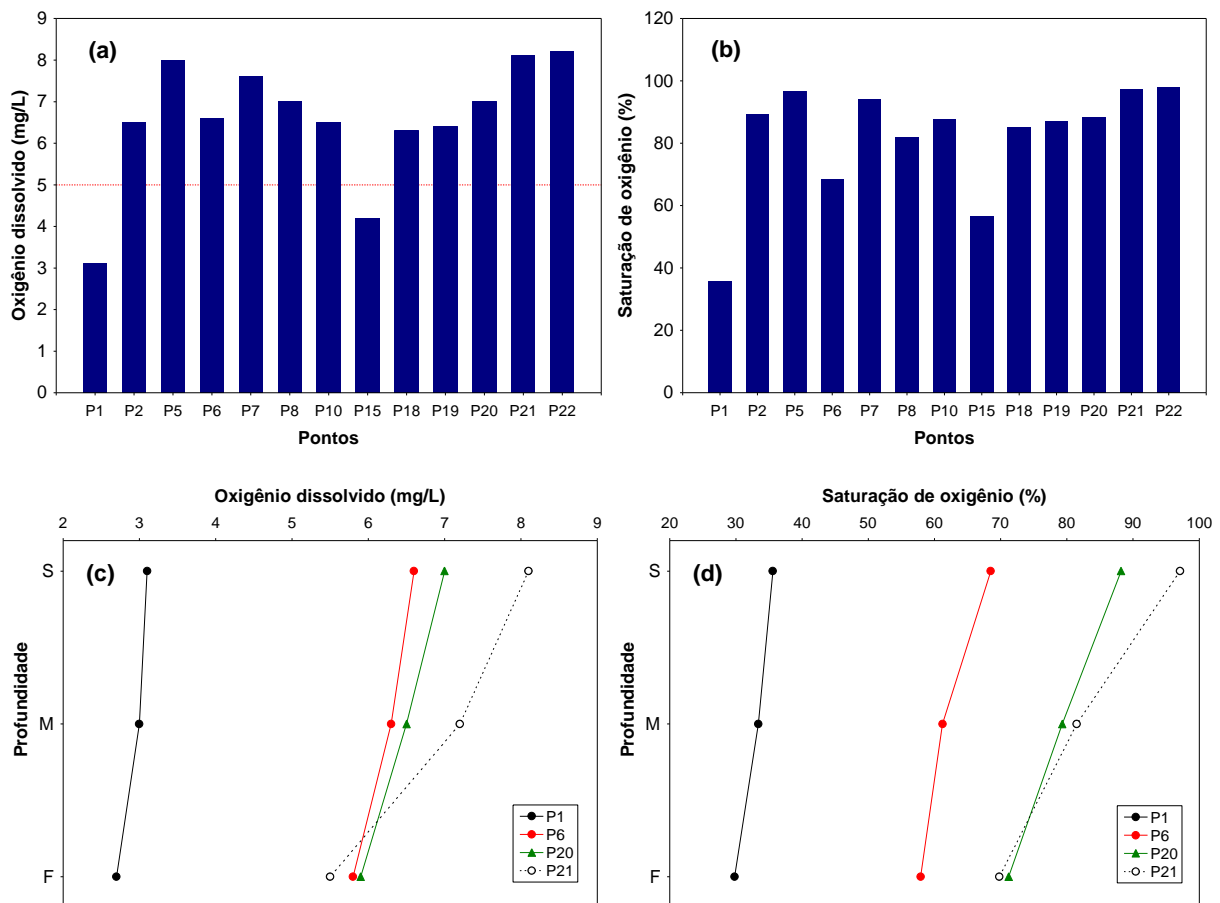 (a)
Oxigênio dissolvido (mg/L)
9
8
7
6
5
4
3
2
1
0
P1 P2 P5 P6 P7 P8 P10 P15 P18 P19 P20 P21 P22
Pontos
(b)
Saturação de oxigênio (%)
120
100
80
60
40
20
0
P1 P2 P5 P6 P7 P8 P10 P15 P18 P19 P20 P21 P22
Pontos
Oxigênio dissolvido (mg/L)
2 3 4 5 6 7 8 9
(c)
Profundidade
S
M
F
P1
P6
P20
P21
Saturação de oxigênio (%)
20 30 40 50 60 70 80 90 100
(d)
Profundidade
S
M
F
P1
P6
P20
P21